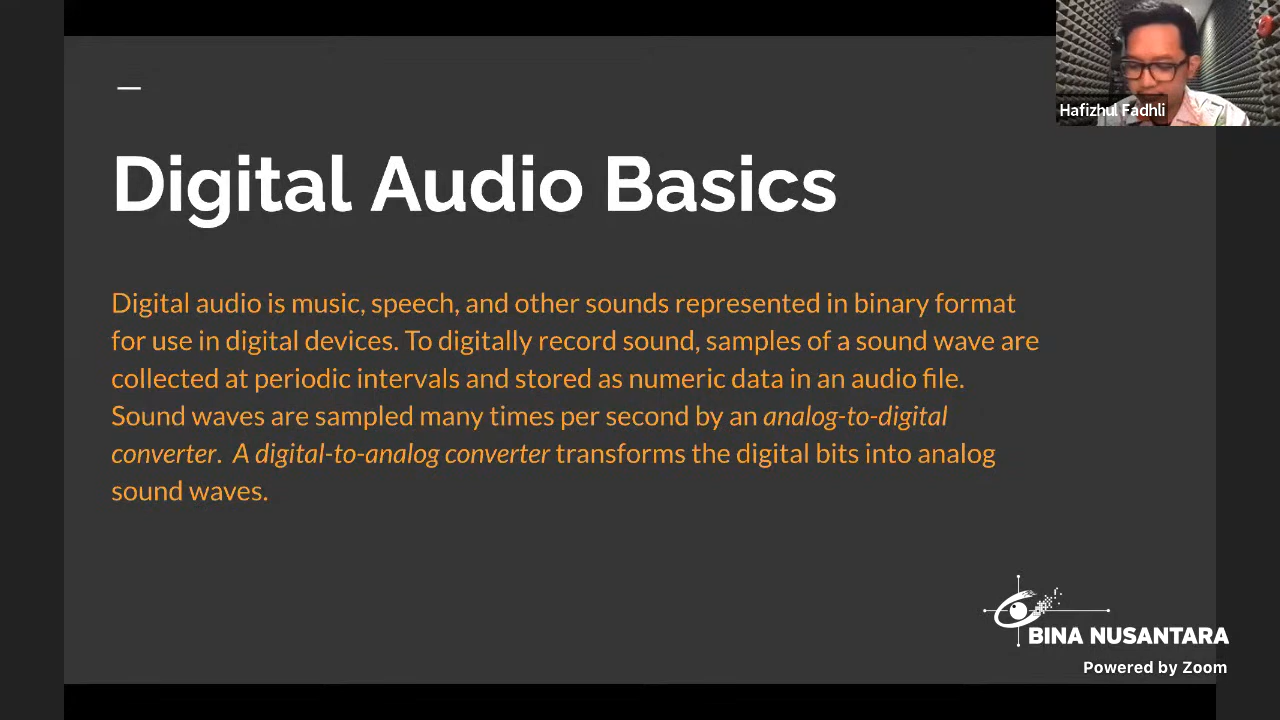 Hafizhul Fadhli
Digital Audio Basics
Digital audio is music, speech, and other sounds represented in binary format
for use in digital devices. To digitally record sound, samples of a sound wave are
collected at periodic intervals and stored as numeric data in an audio file.
Sound waves are sampled many times per second by an analog-to-digital
converter.  A digital-to-analog converter transforms the digital bits into analog
sound waves.
BINA NUSANTARA
Powered by Zoom